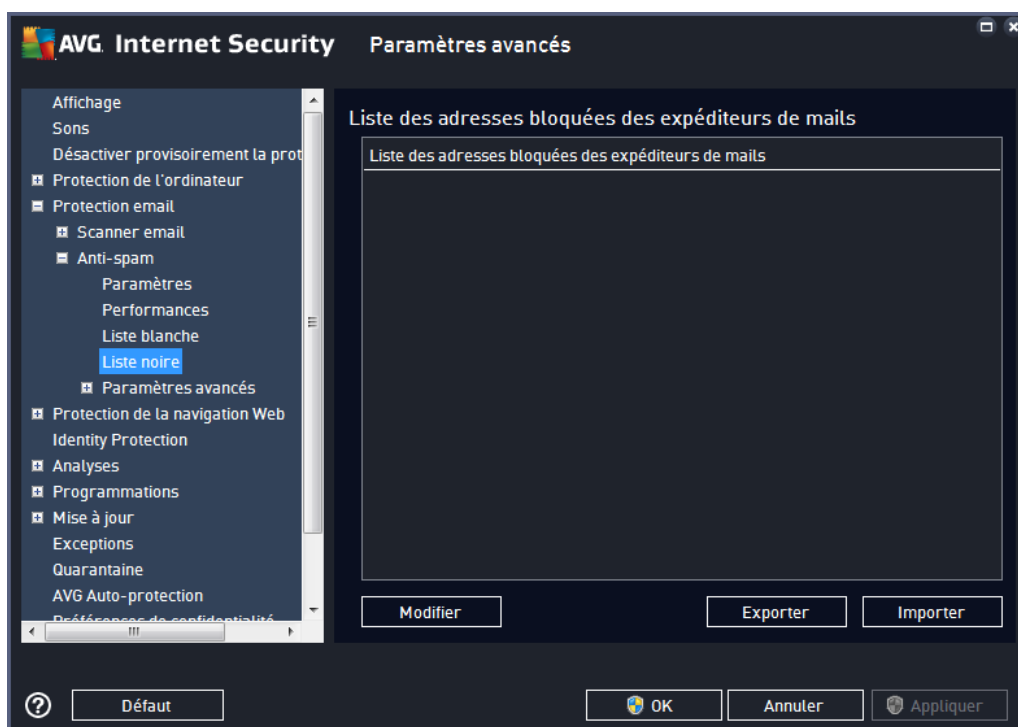 AVG. Internet Security Paramètres avancés
Affichage
Sons
Désactiver provisoirement la prot
Protection de l'ordinateur
Protection email
Scanner email
Anti-spam
Paramètres
Performances
Liste blanche
Liste noire
Paramètres avancés
Protection de la navigation Web
Identity Protection
Analyses
Programmations
Mise à jour
Exceptions
Quarantaine
AVG Auto-protection
Préférences de confidentialité
Liste des adresses bloquées des expéditeurs de mails
Liste des adresses bloquées des expéditeurs de mails
Modifier
Exporter
Importer
Défaut
OK
Annuler
Appliquer